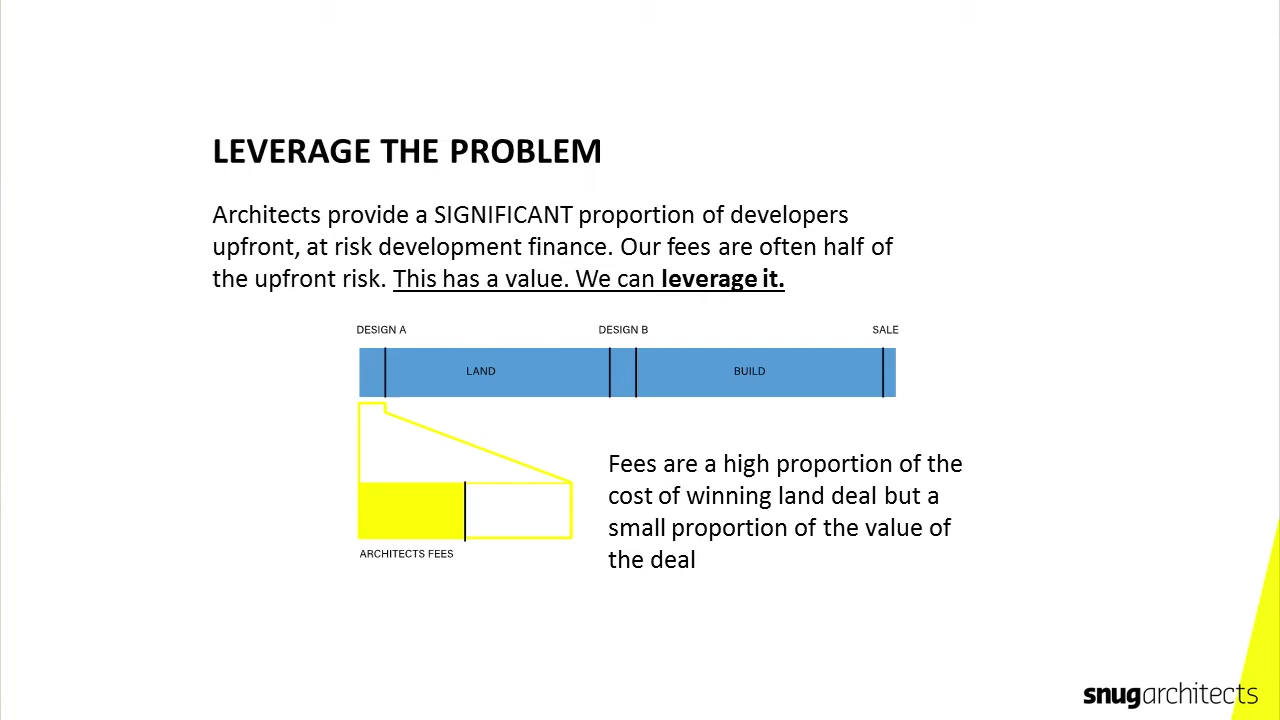 LEVERAGE THE PROBLEM
Architects provide a SIGNIFICANT proportion of developers
upfront, at risk development finance. Our fees are often half of
the upfront risk. This has a value. We can leverage it.
DESIGN A DESIGN B SALE
LAND BUILD
Fees are a high proportion of the
cost of winning land deal but a
small proportion of the value of
the deal
ARCHITECTS FEES
snugarchitects